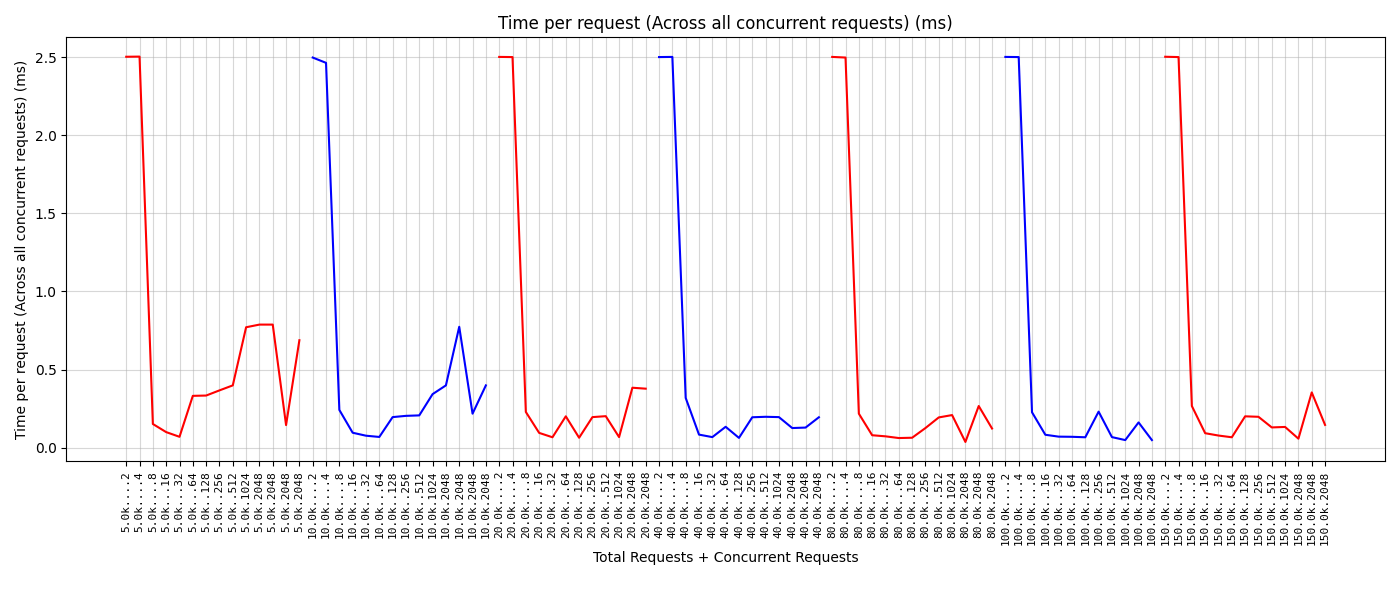 Time per request (Across all concurrent requests) (ms)
Time per request (Across all concurrent requests) (ms)
2.5
2.0
1.5
1.0
0.5
0.0
5.0k....2
5.0k....4
5.0k....8
5.0k...16
5.0k...32
5.0k...64
5.0k..128
5.0k..256
5.0k..512
5.0k.1024
5.0k.2048
5.0k.2048
5.0k.2048
5.0k.2048
10.0k....2
10.0k....4
10.0k....8
10.0k...16
10.0k...32
10.0k...64
10.0k..128
10.0k..256
10.0k..512
10.0k.1024
10.0k.2048
10.0k.2048
10.0k.2048
10.0k.2048
20.0k....2
20.0k....4
20.0k....8
20.0k...16
20.0k...32
20.0k...64
20.0k..128
20.0k..256
20.0k..512
20.0k.1024
20.0k.2048
20.0k.2048
40.0k....2
40.0k....4
40.0k....8
40.0k...16
40.0k...32
40.0k...64
40.0k..128
40.0k..256
40.0k..512
40.0k.1024
40.0k.2048
40.0k.2048
40.0k.2048
80.0k....2
80.0k....4
80.0k....8
80.0k...16
80.0k...32
80.0k...64
80.0k..128
80.0k..256
80.0k..512
80.0k.1024
80.0k.2048
80.0k.2048
80.0k.2048
100.0k....2
100.0k....4
100.0k....8
100.0k...16
100.0k...32
100.0k...64
100.0k..128
100.0k..256
100.0k..512
100.0k.1024
100.0k.2048
100.0k.2048
150.0k....2
150.0k....4
150.0k....8
150.0k...16
150.0k...32
150.0k...64
150.0k..128
150.0k..256
150.0k..512
150.0k.1024
150.0k.2048
150.0k.2048
150.0k.2048
Total Requests + Concurrent Requests